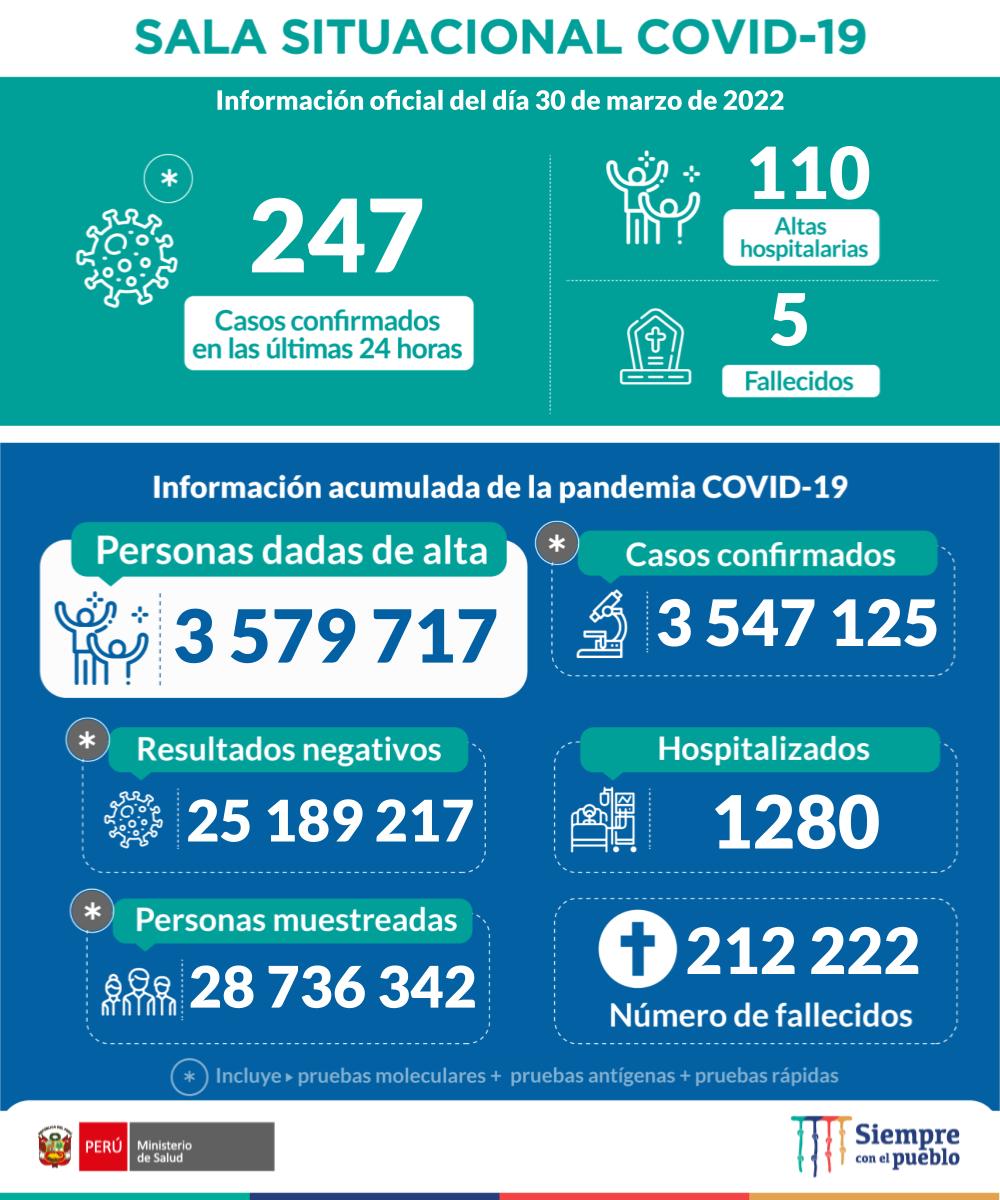 SALA SITUACIONAL COVID-19
Información oficial del día 30 de marzo de 2022
*
247
Casos confirmados
en las últimas 24 horas
110
Altas
hospitalarias
5
Fallecidos
Información acumulada de la pandemia COVID-19
Personas dadas de alta
3 579 717
*
Casos confirmados
3 547 125
*
Resultados negativos
25 189 217
Hospitalizados
1280
*
Personas muestreadas
28 736 342
212 222
Número de fallecidos
* Incluye ▸ pruebas moleculares + pruebas antígenas + pruebas rápidas
PERÚ
Ministerio
de Salud
Siempre
con el pueblo